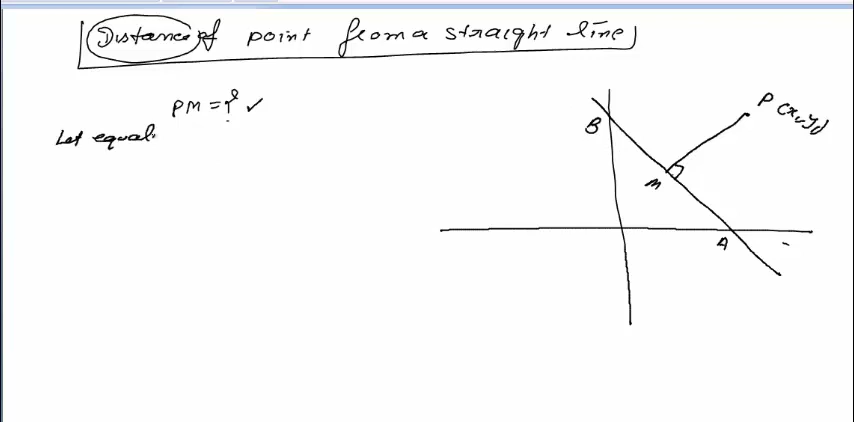 Distance of point from a straight line
PM = ?
Let equal
P (x1, y1)
B
M
A